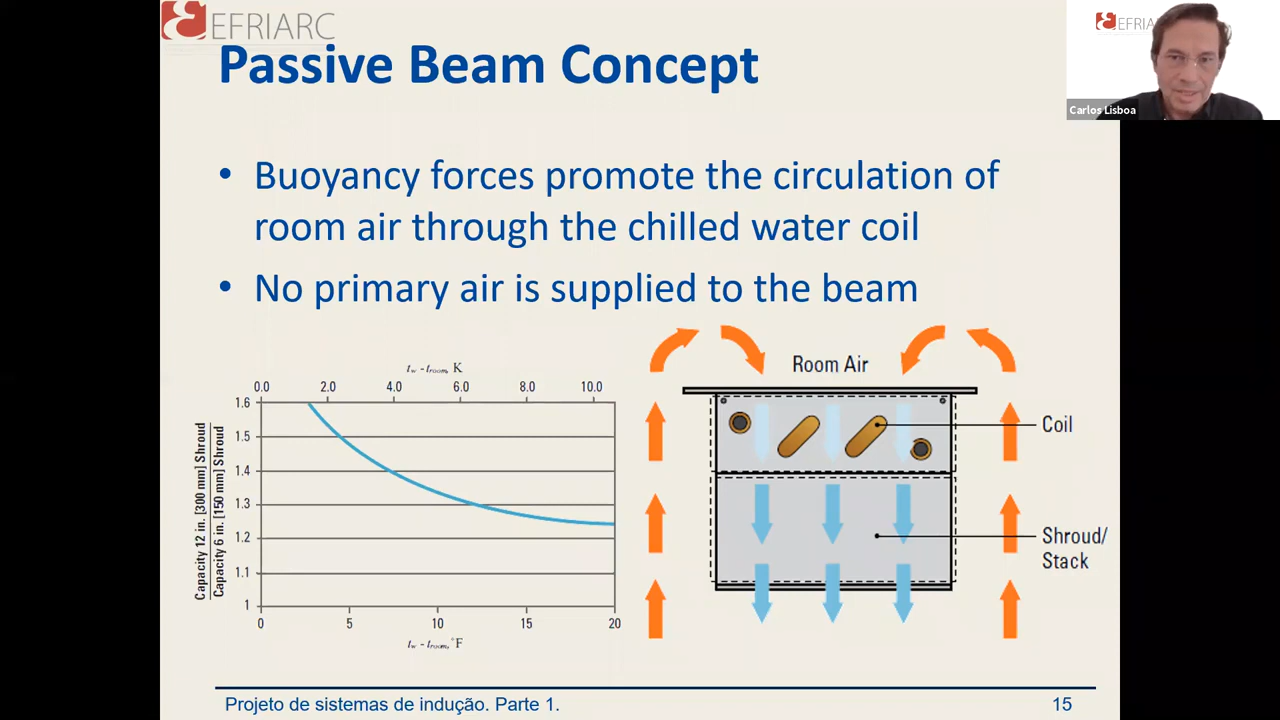 EFRIARC
Passive Beam Concept
EFRIARC
Carlos Lisboa
• Buoyancy forces promote the circulation of
room air through the chilled water coil
• No primary air is supplied to the beam
tw - troom, K
0.0 2.0 4.0 6.0 8.0 10.0
1.6
1.5
1.4
1.3
1.2
1.1
1
Capacity 12 in. [300 mm] Shroud
Capacity 6 in. [150 mm] Shroud
0 5 10 15 20
tw - troom, °F
Room Air
Coil
Shroud/
Stack
Projeto de sistemas de indução. Parte 1.
15